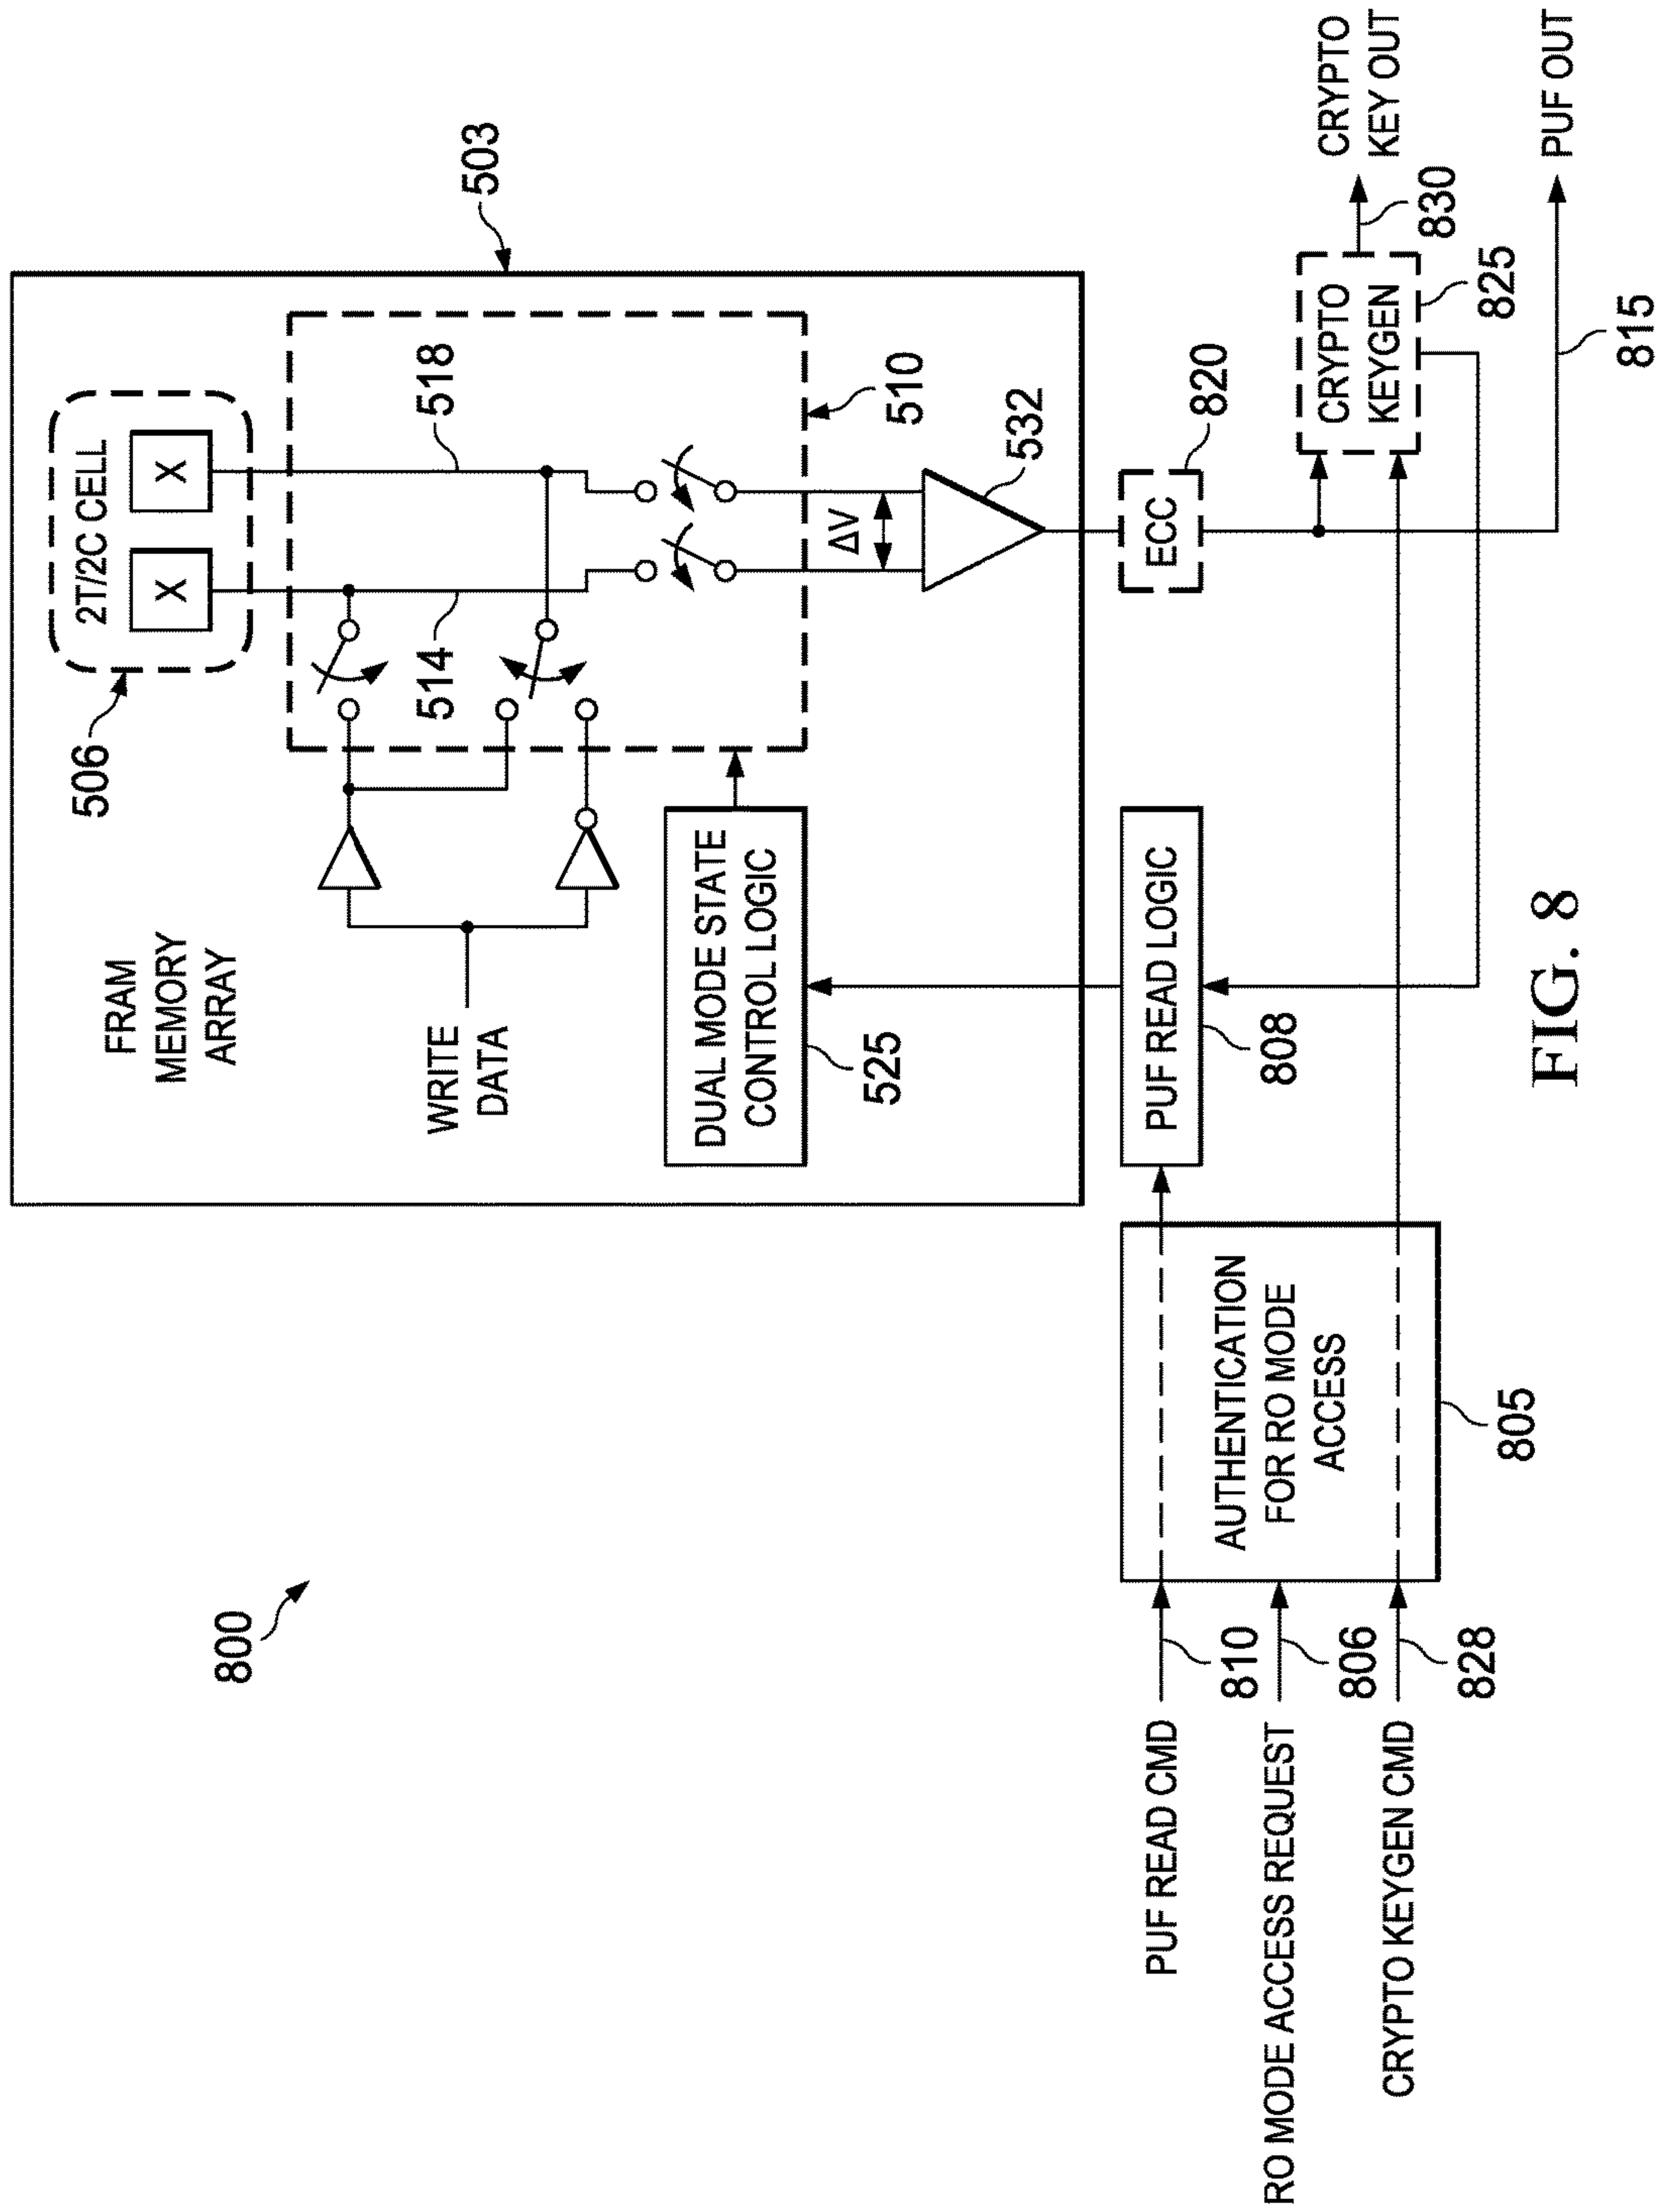 800
FRAM
MEMORY
ARRAY
506
2T/2C CELL
X
X
503
WRITE
DATA
514
518
510
DUAL MODE STATE
CONTROL LOGIC
525
ΔV
532
PUF READ CMD
810
RO MODE ACCESS REQUEST
806
CRYPTO KEYGEN CMD
828
AUTHENTICATION
FOR RO MODE
ACCESS
805
PUF READ LOGIC
808
ECC
820
CRYPTO
KEYGEN
825
830
CRYPTO
KEY OUT
815
PUF OUT
FIG. 8